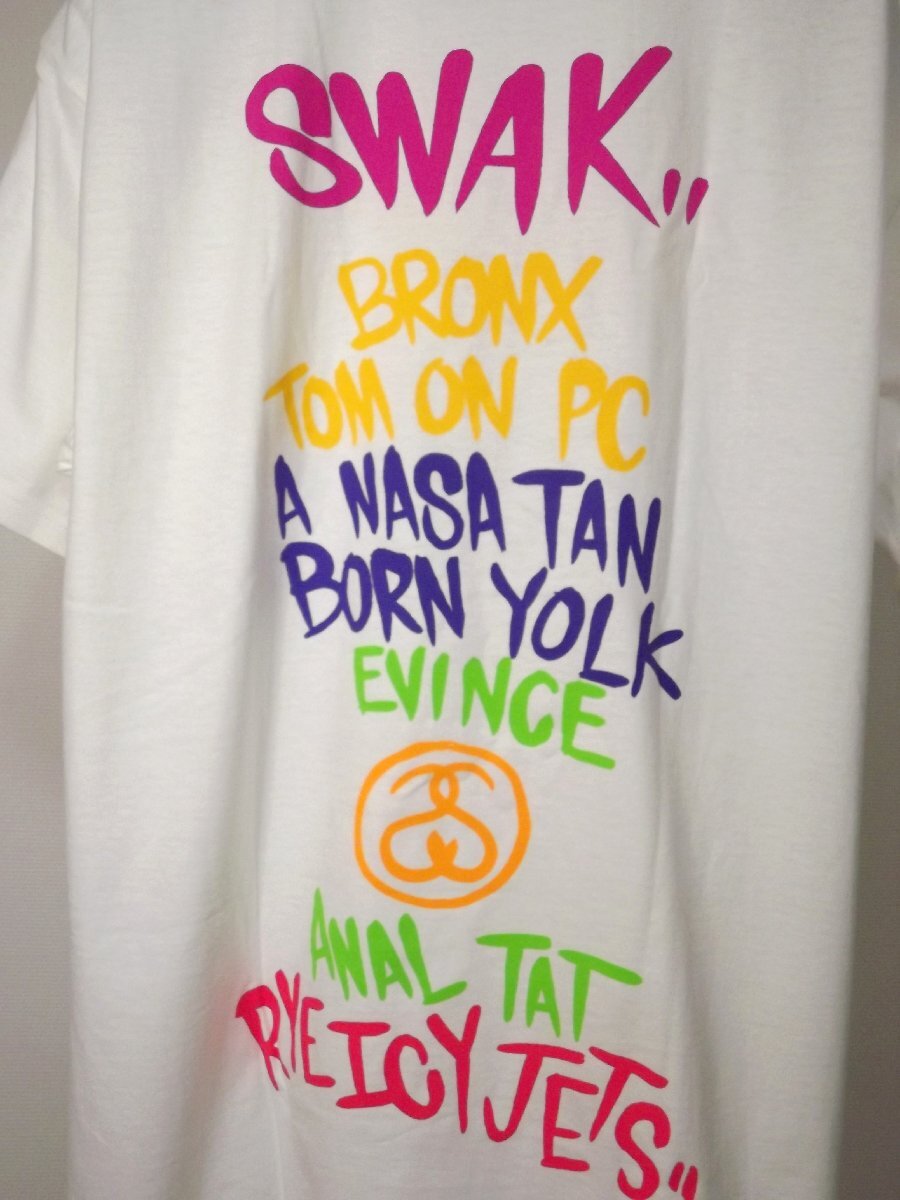 SWAK,,
BRONX
TOM ON PC
A NASA TAN
BORN YOLK
EVINCE
ANAL TAT
RYE ICY JETS"